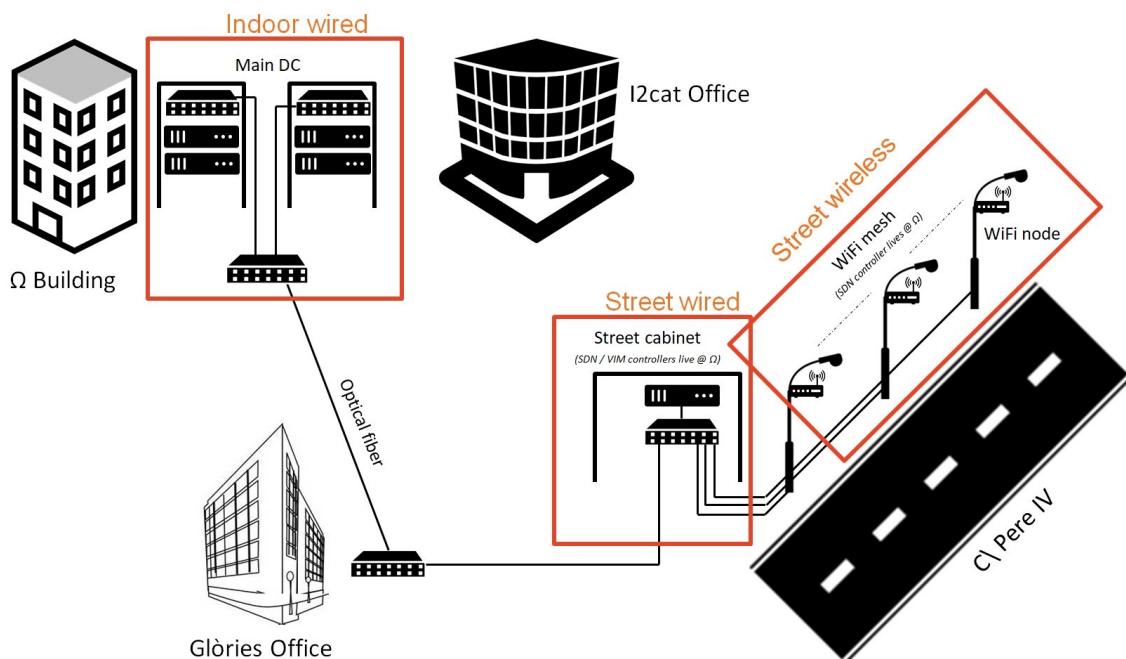 Indoor wired
Main DC
I2cat Office
Ω Building
Street wireless
WiFi mesh
(SDN controller lives @ Ω)
WiFi node
Street wired
Street cabinet
(SDN / VIM controllers live @ Ω)
Optical fiber
C\ Pere IV
Glòries Office